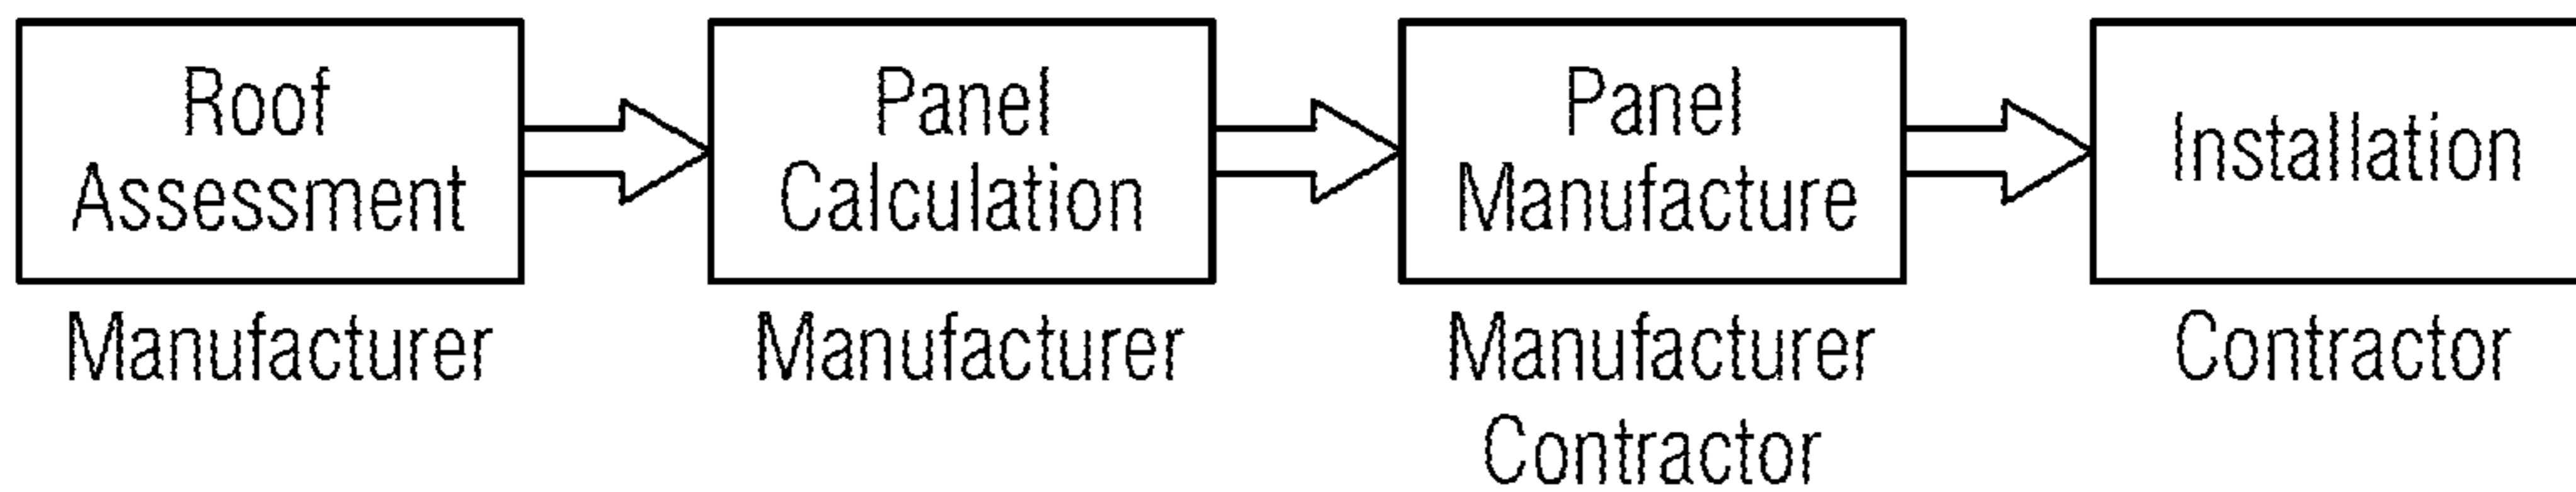 Roof
Assessment
Manufacturer
Panel
Calculation
Manufacturer
Panel
Manufacture
Manufacturer
Contractor
Installation
Contractor